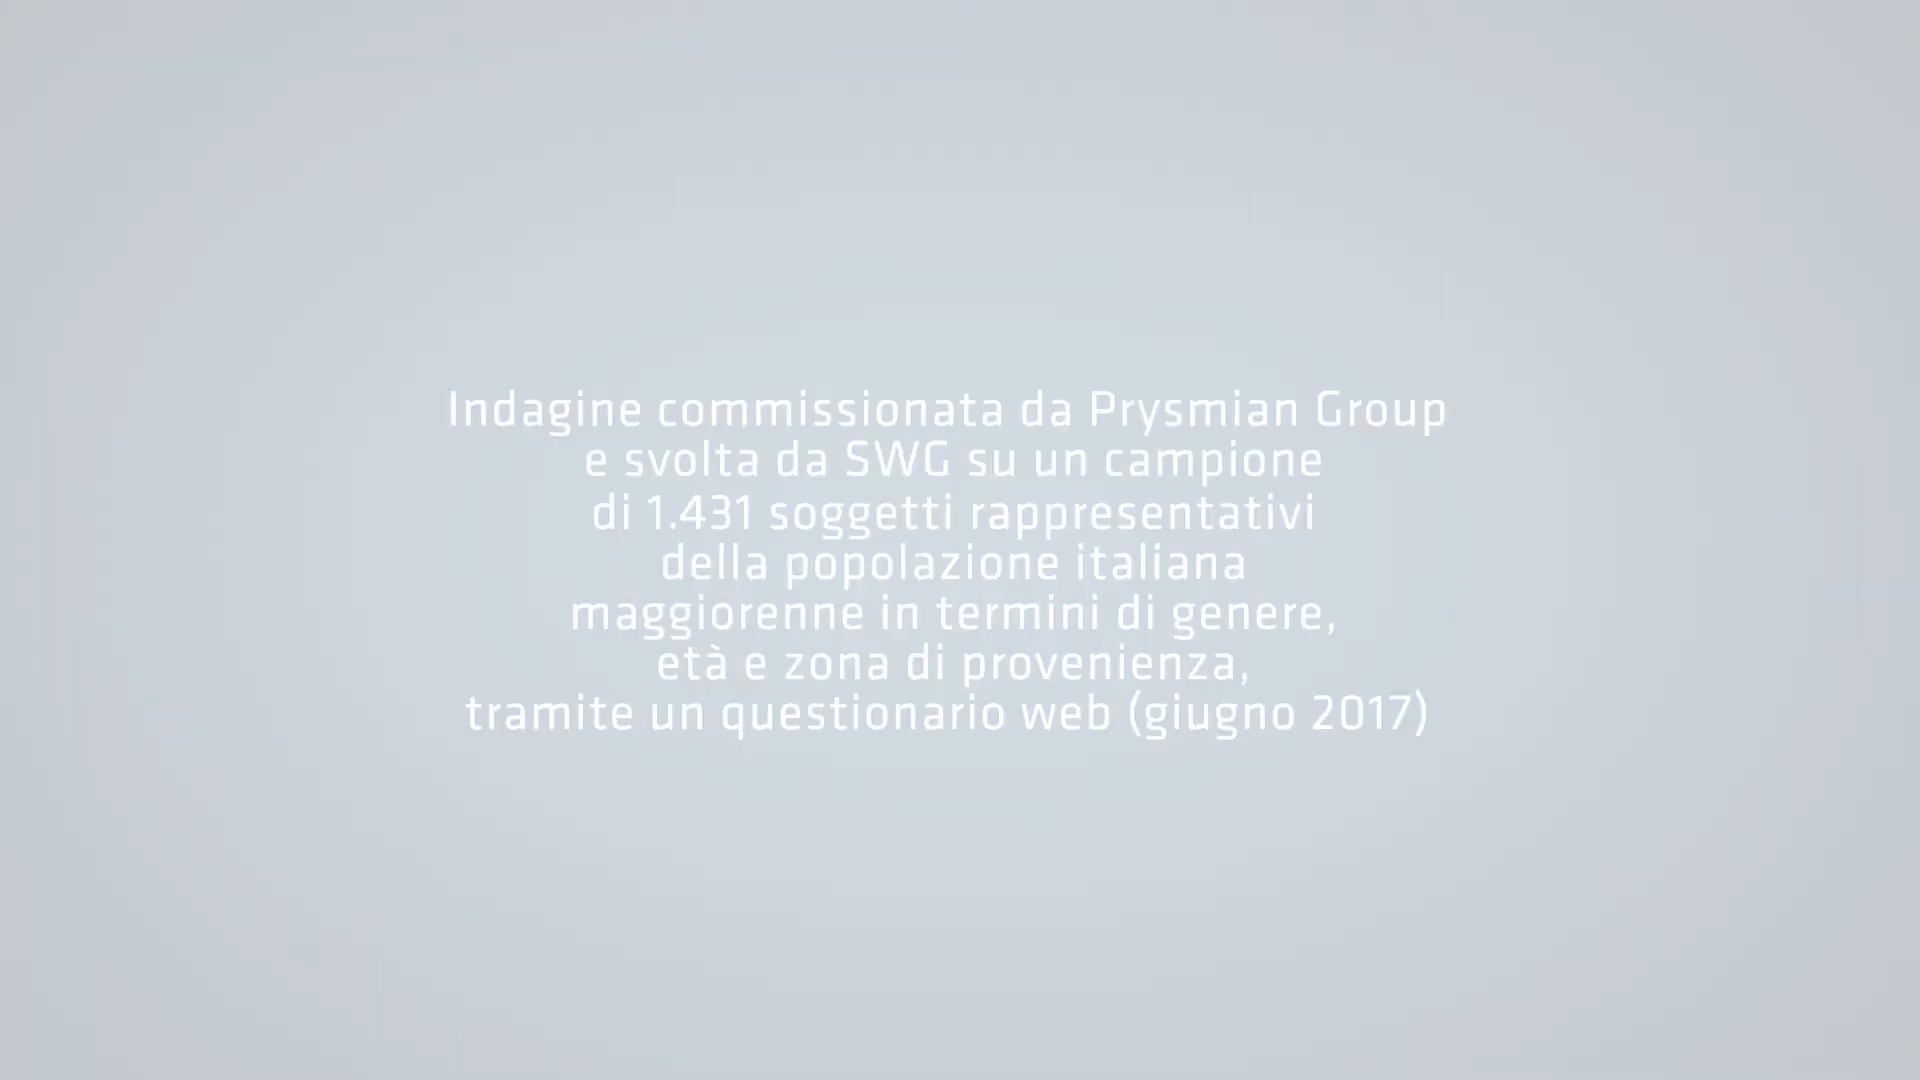 Indagine commissionata da Prysmian Group
e svolta da SWG su un campione
di 1.431 soggetti rappresentativi
della popolazione italiana
maggiorenne in termini di genere,
età e zona di provenienza,
tramite un questionario web (giugno 2017)